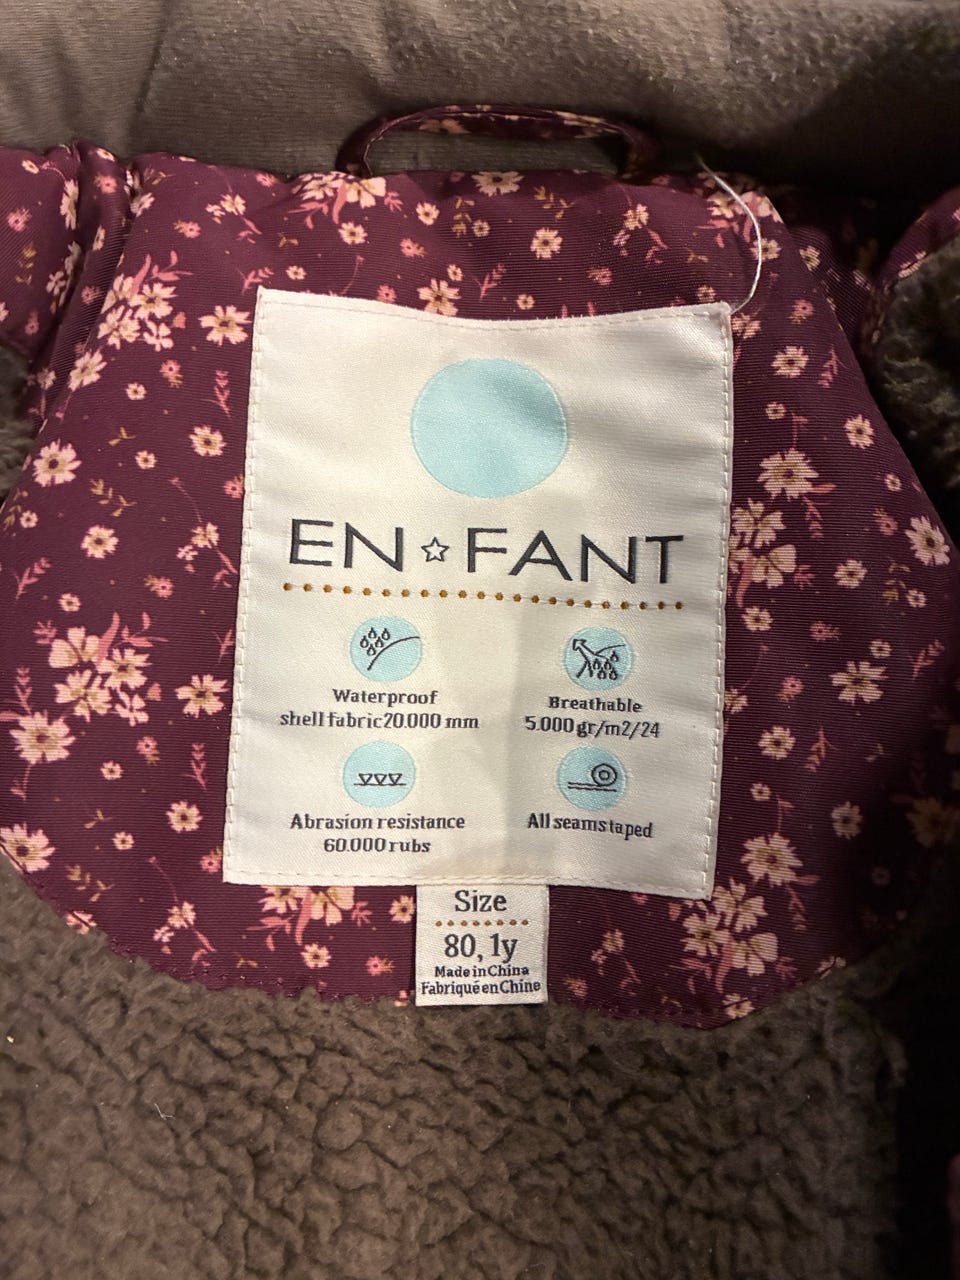 EN☆FANT
Waterproof
shell fabric 20.000 mm
Breathable
5.000 gr/m2/24
Abrasion resistance
60.000 rubs
All seams taped
Size
80, 1y
Made in China
Fabriqué en Chine